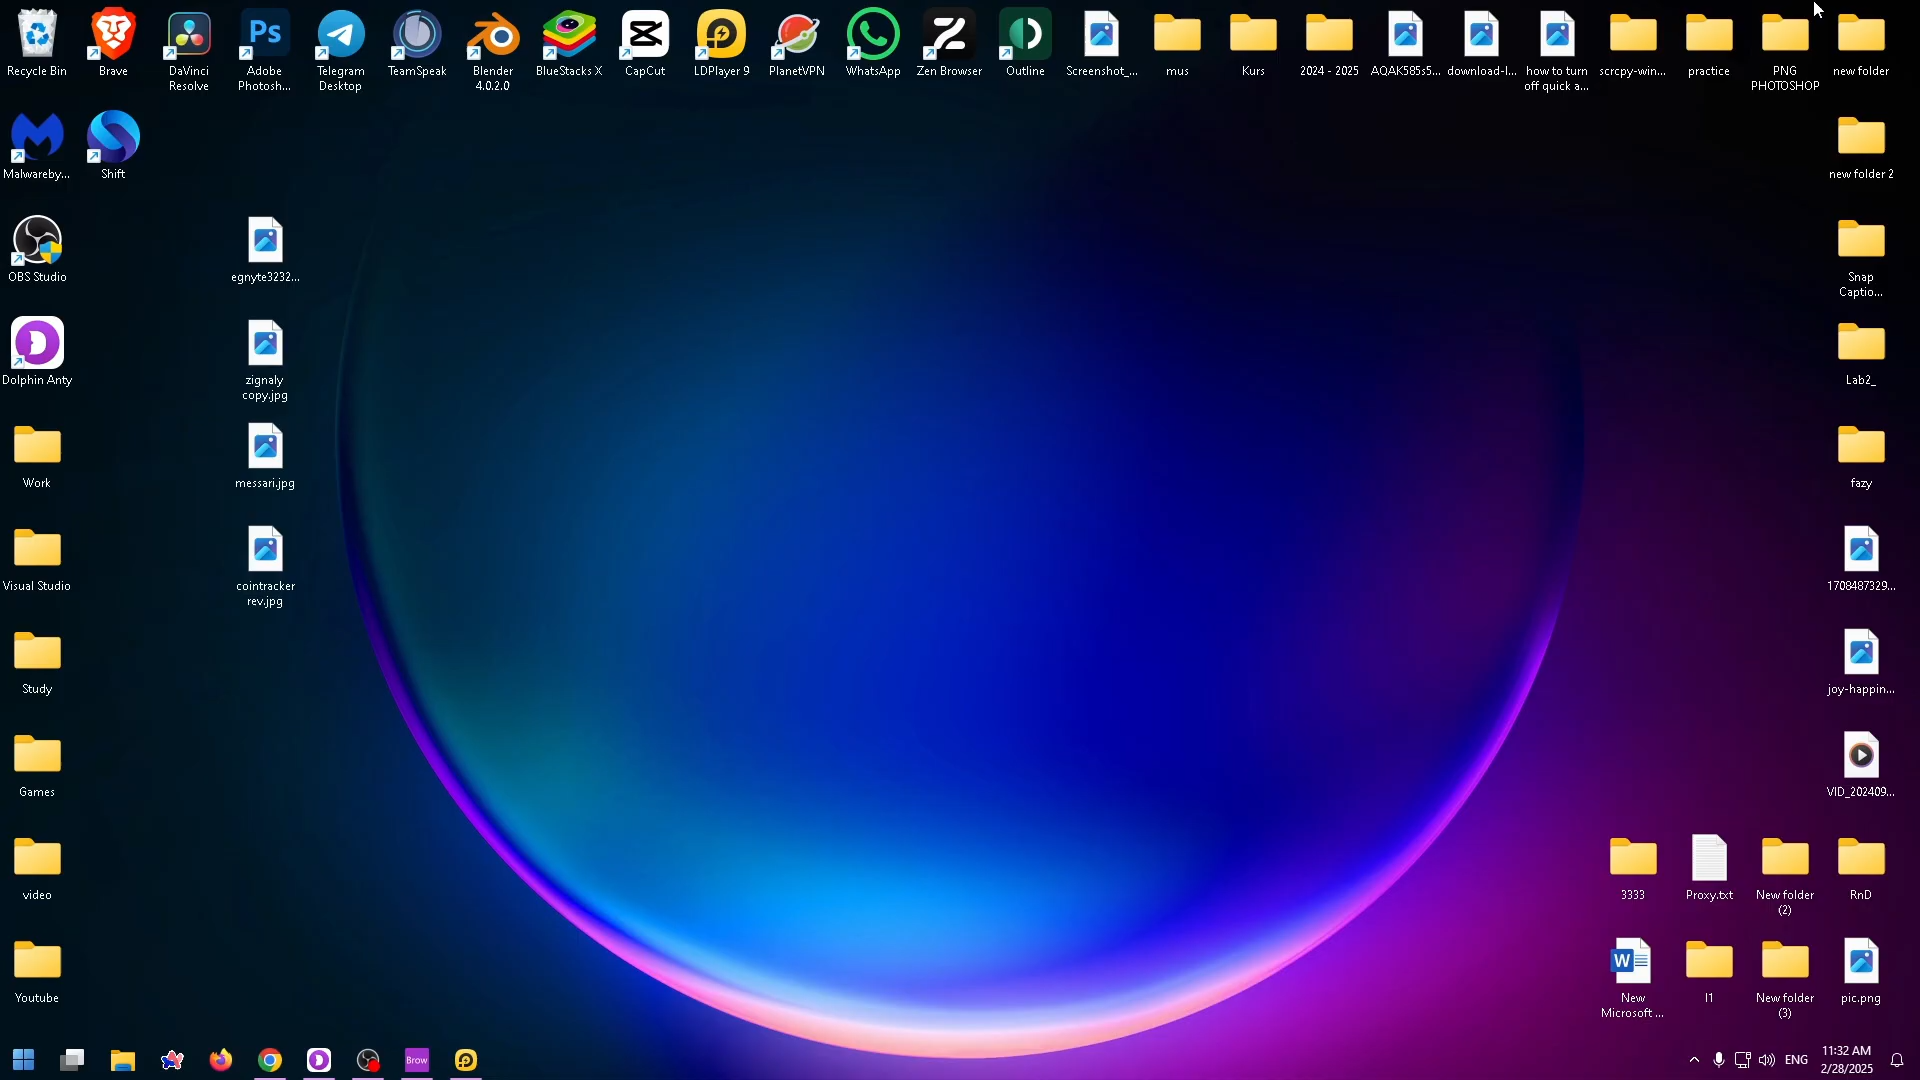 Recycle Bin
Brave
DaVinci
Resolve
Adobe
Photosh...
Telegram
Desktop
TeamSpeak
Blender
4.0.2.0
BlueStacks X
CapCut
LDPlayer 9
PlanetVPN
WhatsApp
Zen Browser
Outline
Screenshot_...
mus
Kurs
2024 - 2025
AQAK585s5...
download-l...
how to turn
off quick a...
scrcpy-win...
practice
PNG
PHOTOSHOP
new folder
Malwareby...
Shift
new folder 2
OBS Studio
egnyte3232...
Snap
Captio...
Dolphin Anty
zignaly
copy.jpg
Lab2_
Work
messari.jpg
fazy
Visual Studio
cointracker
rev.jpg
1708487329...
Study
joy-happin...
Games
VID_202409...
video
3333
Proxy.txt
New folder
(2)
RnD
Youtube
New
Microsoft ...
l1
New folder
(3)
pic.png
Brow
ENG
11:32 AM
2/28/2025